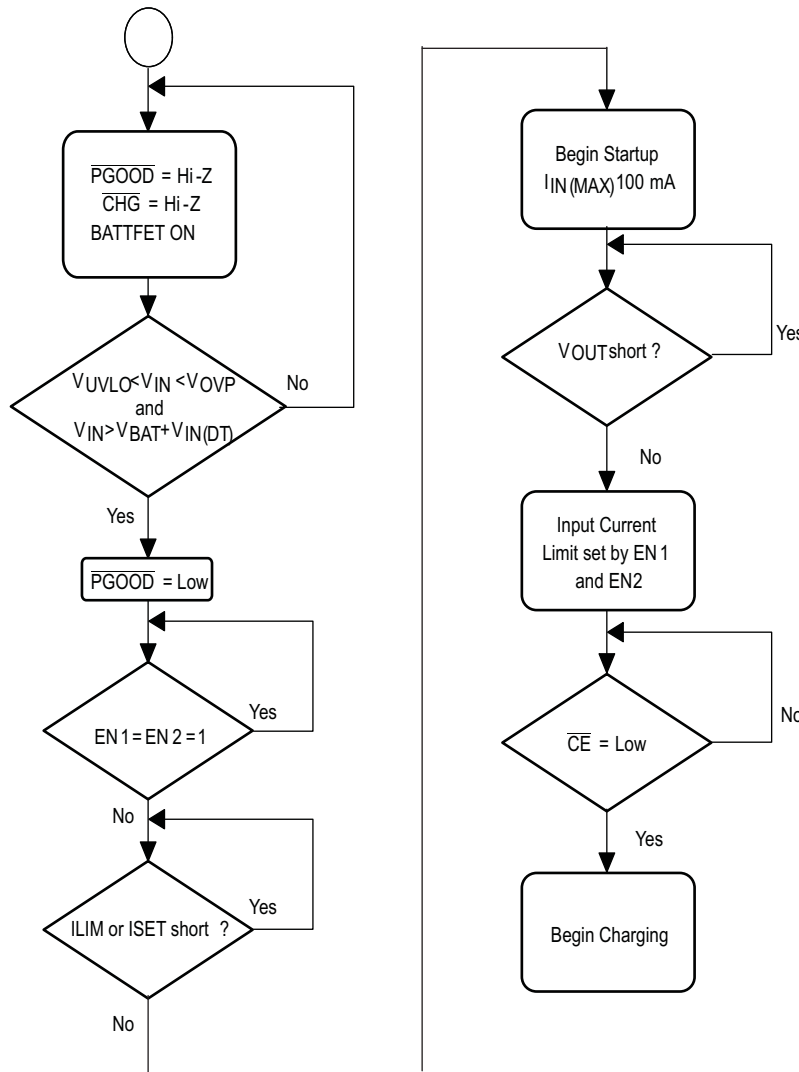 PGOOD = Hi-Z
CHG = Hi-Z
BATTFET ON
VUVLO<VIN<VOVP
and
VIN>VBAT+VIN(DT)
No
Yes
PGOOD = Low
EN1=EN2=1
Yes
No
ILIM or ISET short ?
Yes
No
Begin Startup
IIN(MAX) 100 mA
VOUT short ?
Yes
No
Input Current
Limit set by EN1
and EN2
CE = Low
No
Yes
Begin Charging